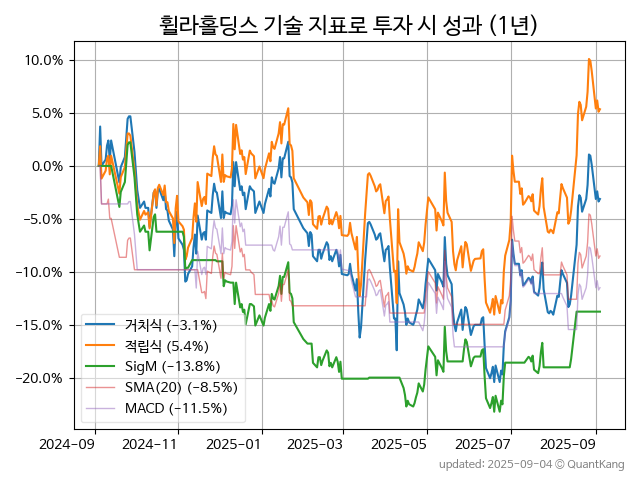 휠라홀딩스 기술 지표로 투자 시 성과 (1년)
10.0%
5.0%
0.0%
−5.0%
−10.0%
−15.0%
−20.0%
거치식 (−3.1%)
적립식 (5.4%)
SigM (−13.8%)
SMA(20) (−8.5%)
MACD (−11.5%)
2024-09
2024-11
2025-01
2025-03
2025-05
2025-07
2025-09
updated: 2025-09-04 ⓒ QuantKang